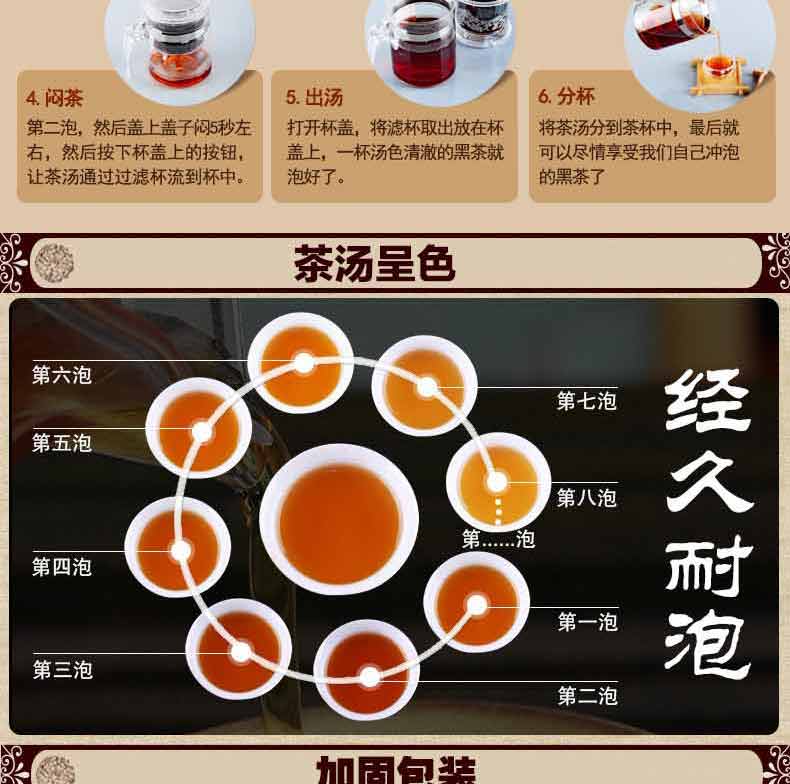 4. 闷茶
第二泡，然后盖上盖子闷5秒左
右，然后按下杯盖上的按钮，
让茶汤通过过滤杯流到杯中。
5. 出汤
打开杯盖，将滤杯取出放在杯
盖上，一杯汤色清澈的黑茶就
泡好了。
6. 分杯
将茶汤分到茶杯中，最后就
可以尽情享受我们自己冲泡
的黑茶了
茶汤呈色
第六泡
第七泡
第五泡
第八泡
第......泡
第四泡
第一泡
第三泡
第二泡
经久耐泡
加固包装